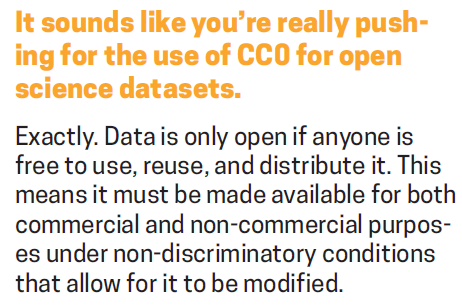 It sounds like you’re really push-
ing for the use of CC0 for open
science datasets.
Exactly. Data is only open if anyone is
free to use, reuse, and distribute it. This
means it must be made available for both
commercial and non-commercial purpos-
es under non-discriminatory conditions
that allow for it to be modified.